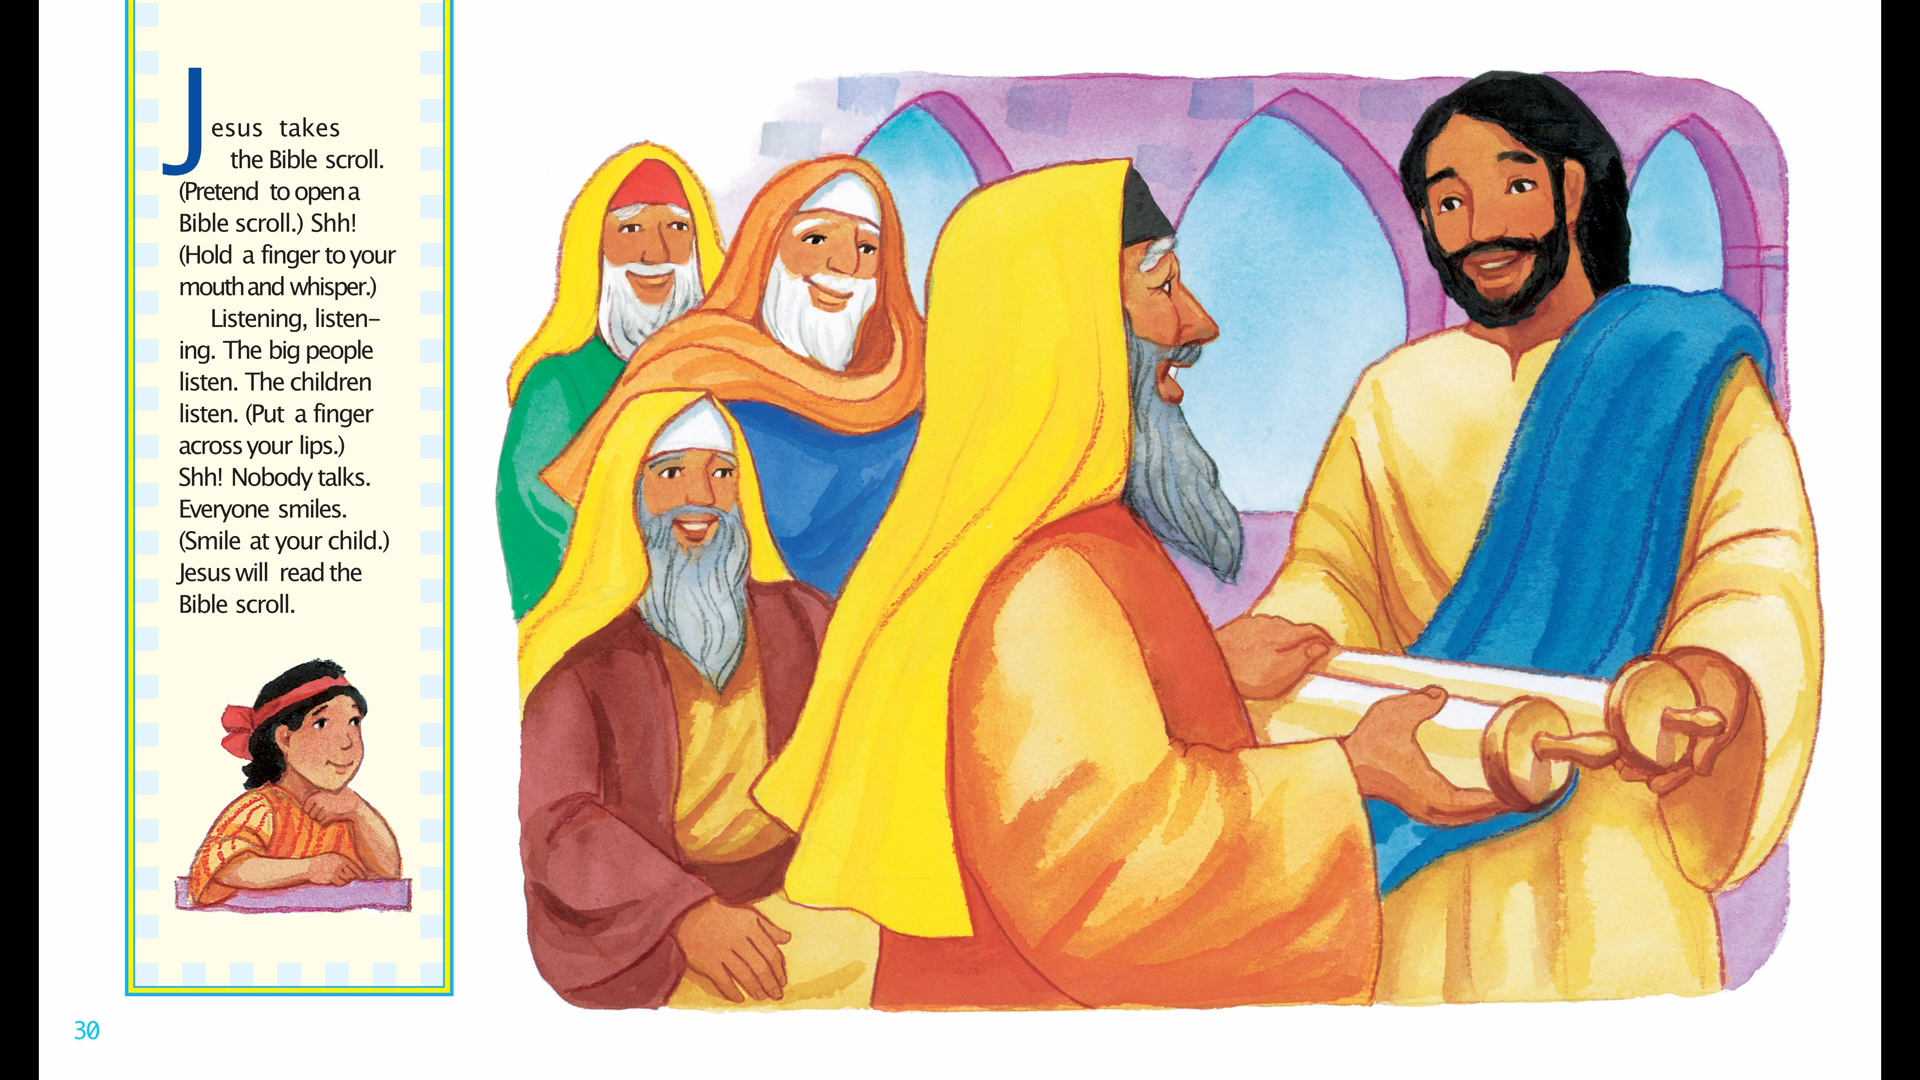 Jesus takes
the Bible scroll.
(Pretend to open a
Bible scroll.) Shh!
(Hold a finger to your
mouth and whisper.)
Listening, listen–
ing. The big people
listen. The children
listen. (Put a finger
across your lips.)
Shh! Nobody talks.
Everyone smiles.
(Smile at your child.)
Jesus will read the
Bible scroll.
30